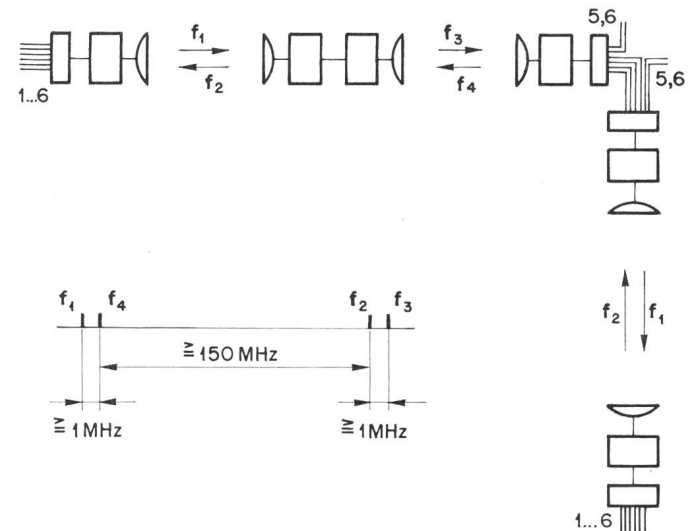 5,6
f₁
f₃
f₂
f₄
1...6
5,6
f₁
f₄
f₂
f₃
f₂
f₁
≧150 MHz
≧1MHz
≧1MHz
1...6